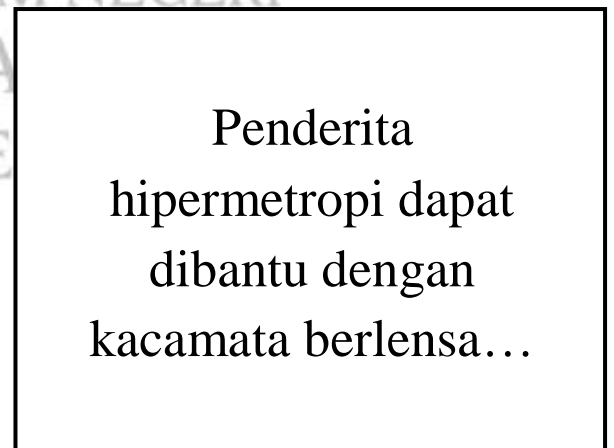 Penderita
hipermetropi dapat
dibantu dengan
kacamata berlensa…